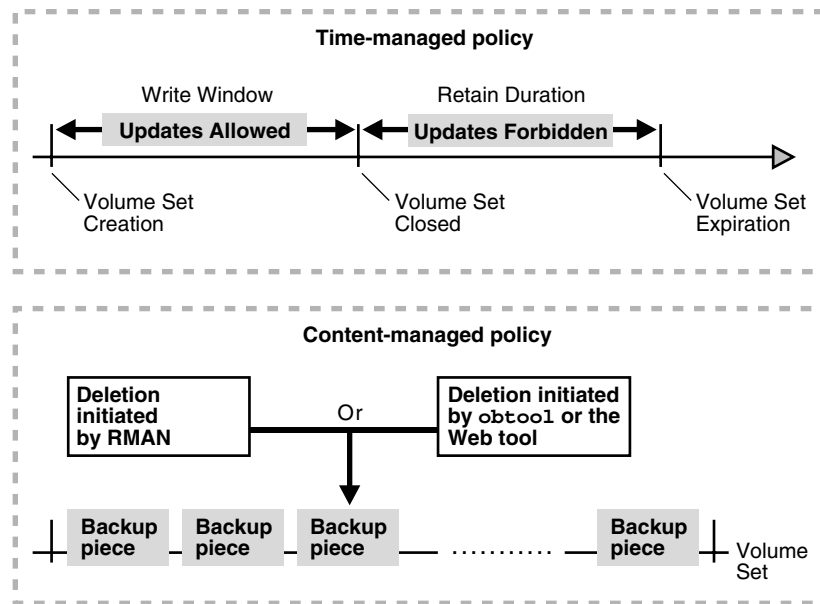 Time-managed policy
Write Window
Retain Duration
Updates Allowed
Updates Forbidden
Volume Set
Creation
Volume Set
Closed
Volume Set
Expiration
Content-managed policy
Deletion
initiated
by RMAN
Or
Deletion initiated
by obtool or the
Web tool
Backup
piece
Backup
piece
Backup
piece
...........
Backup
piece
Volume
Set